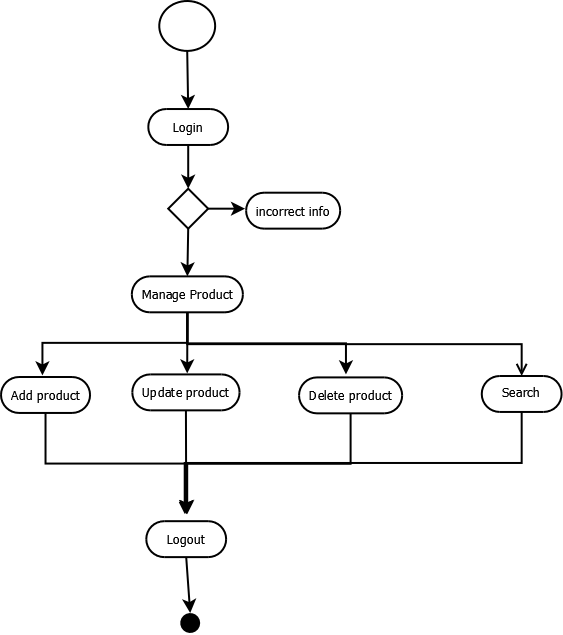 Login
incorrect info
Manage Product
Add product
Update product
Delete product
Search
Logout